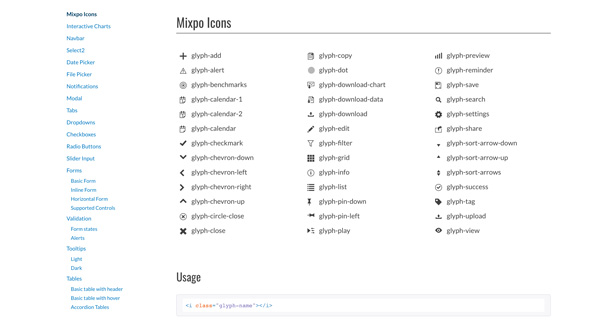 Mixpo Icons
Interactive Charts
Navbar
Select2
Date Picker
File Picker
Notifications
Modal
Tabs
Dropdowns
Checkboxes
Radio Buttons
Slider Input
Forms
Basic Form
Inline Form
Horizontal Form
Supported Controls
Validation
Form states
Alerts
Tooltips
Light
Dark
Tables
Basic table with header
Basic table with hover
Accordion Tables
Mixpo Icons
glyph-add
glyph-alert
glyph-benchmarks
glyph-calendar-1
glyph-calendar-2
glyph-calendar
glyph-checkmark
glyph-chevron-down
glyph-chevron-left
glyph-chevron-right
glyph-chevron-up
glyph-circle-close
glyph-close
glyph-copy
glyph-dot
glyph-download-chart
glyph-download-data
glyph-download
glyph-edit
glyph-filter
glyph-grid
glyph-info
glyph-list
glyph-pin-down
glyph-pin-left
glyph-play
glyph-preview
glyph-reminder
glyph-save
glyph-search
glyph-settings
glyph-share
glyph-sort-arrow-down
glyph-sort-arrow-up
glyph-sort-arrows
glyph-success
glyph-tag
glyph-upload
glyph-view
Usage
<i class="glyph-name"></i>